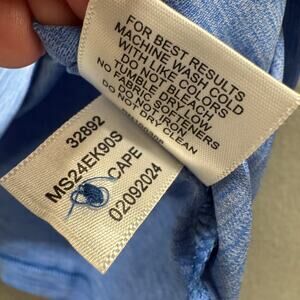 FOR BEST RESULTS
MACHINE WASH COLD
WITH LIKE COLORS
DO NOT BLEACH
TUMBLE DRY LOW
NO FABRIC SOFTENERS
DO NOT IRON
DO NOT DRY CLEAN
32892
MS24EK90S
CAPE
02092024